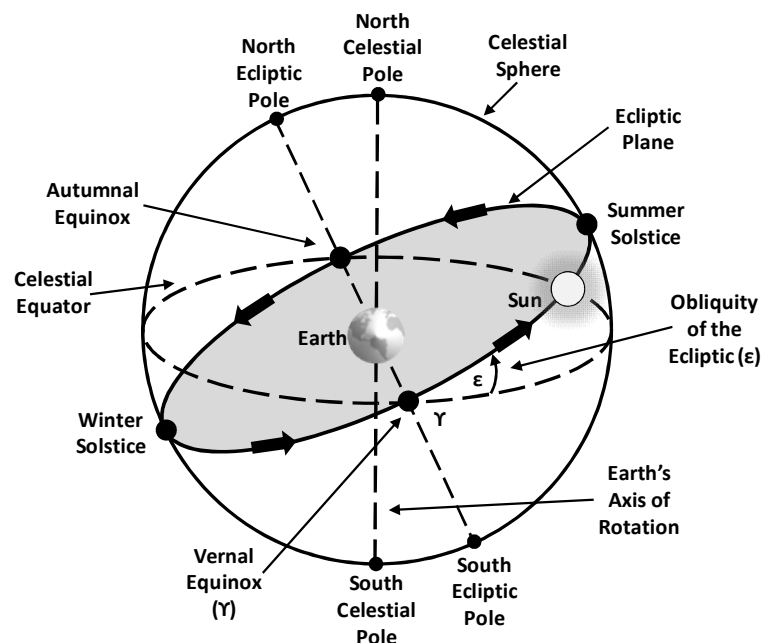 North
Ecliptic
Pole
North
Celestial
Pole
Celestial
Sphere
Ecliptic
Plane
Autumnal
Equinox
Summer
Solstice
Celestial
Equator
Sun
Earth
Obliquity
of the
Ecliptic (ε)
ε
Winter
Solstice
ϒ
Earth's
Axis of
Rotation
Vernal
Equinox
(ϒ)
South
Celestial
Pole
South
Ecliptic
Pole